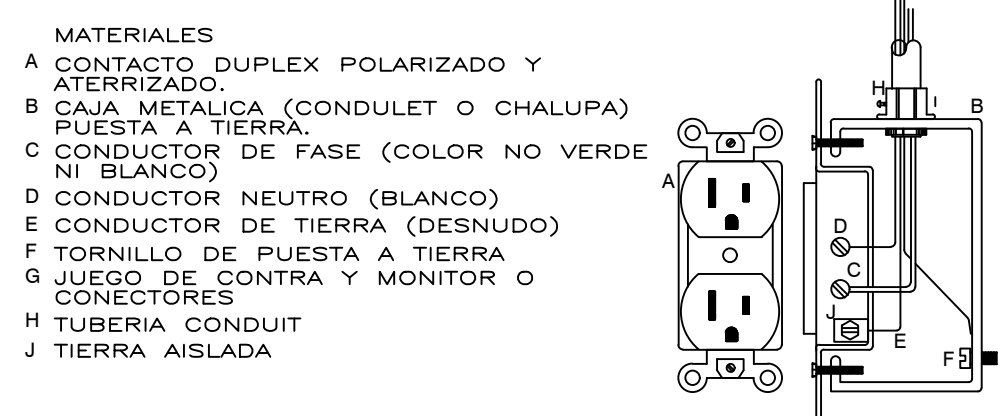 MATERIALES
A CONTACTO DUPLEX POLARIZADO Y
ATERRIZADO.
B CAJA METALICA (CONDULET O CHALUPA)
PUESTA A TIERRA.
C CONDUCTOR DE FASE (COLOR NO VERDE
NI BLANCO)
D CONDUCTOR NEUTRO (BLANCO)
E CONDUCTOR DE TIERRA (DESNUDO)
F TORNILLO DE PUESTA A TIERRA
G JUEGO DE CONTRA Y MONITOR O
CONECTORES
H TUBERIA CONDUIT
J TIERRA AISLADA
H
I
B
A
D
C
J
E
F